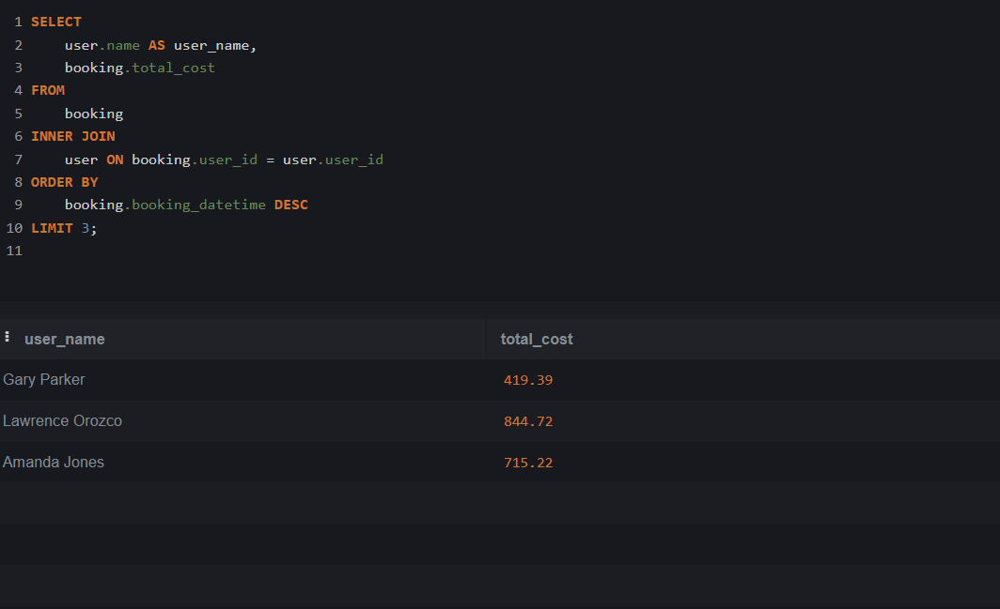 1 SELECT
2     user.name AS user_name,
3     booking.total_cost
4 FROM
5     booking
6 INNER JOIN
7     user ON booking.user_id = user.user_id
8 ORDER BY
9     booking.booking_datetime DESC
10 LIMIT 3;
11
user_name total_cost
Gary Parker 419.39
Lawrence Orozco 844.72
Amanda Jones 715.22